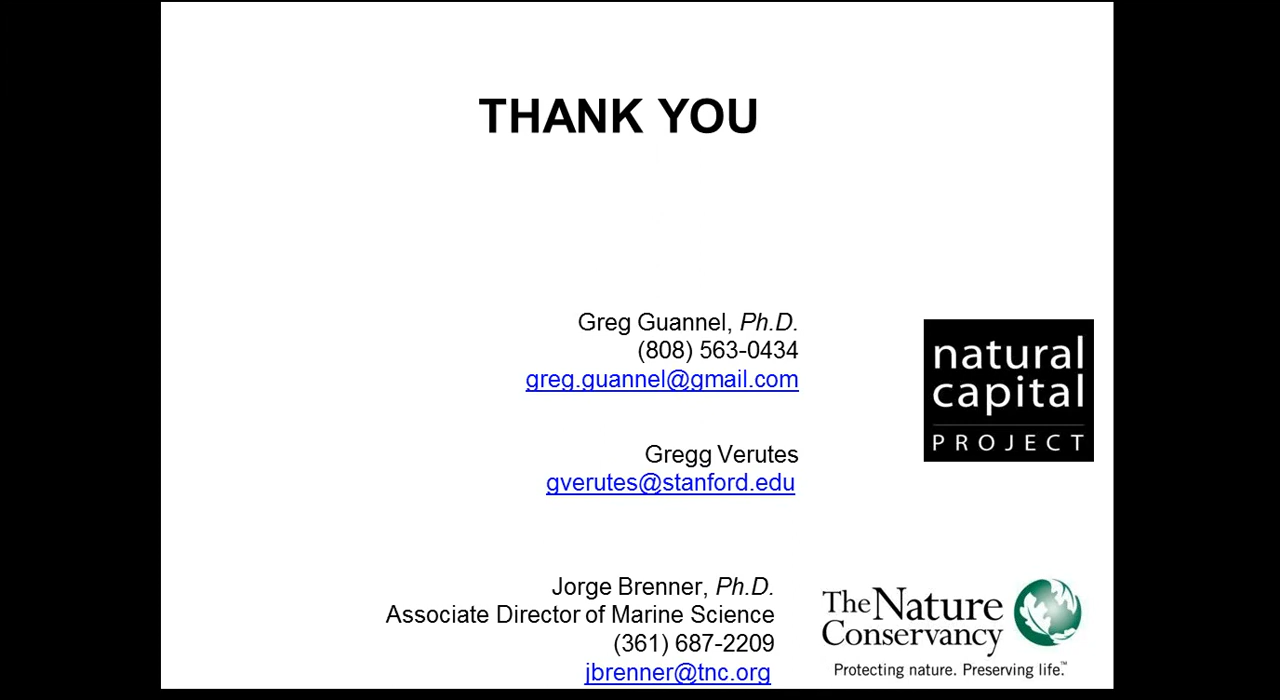 THANK YOU
Greg Guannel, Ph.D.
(808) 563-0434
greg.guannel@gmail.com
natural
capital
PROJECT
Gregg Verutes
gverutes@stanford.edu
Jorge Brenner, Ph.D.
Associate Director of Marine Science
(361) 687-2209
jbrenner@tnc.org
The Nature
Conservancy
Protecting nature. Preserving life.™